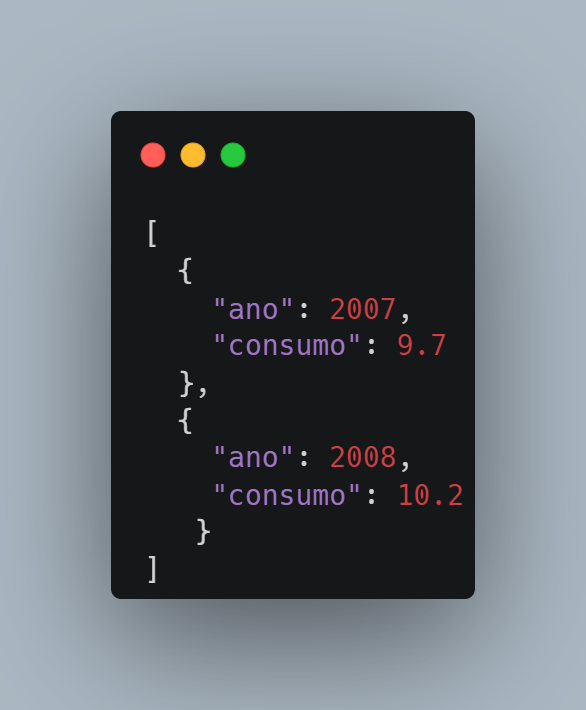 [
  {
    "ano": 2007,
    "consumo": 9.7
  },
  {
    "ano": 2008,
    "consumo": 10.2
   }
]